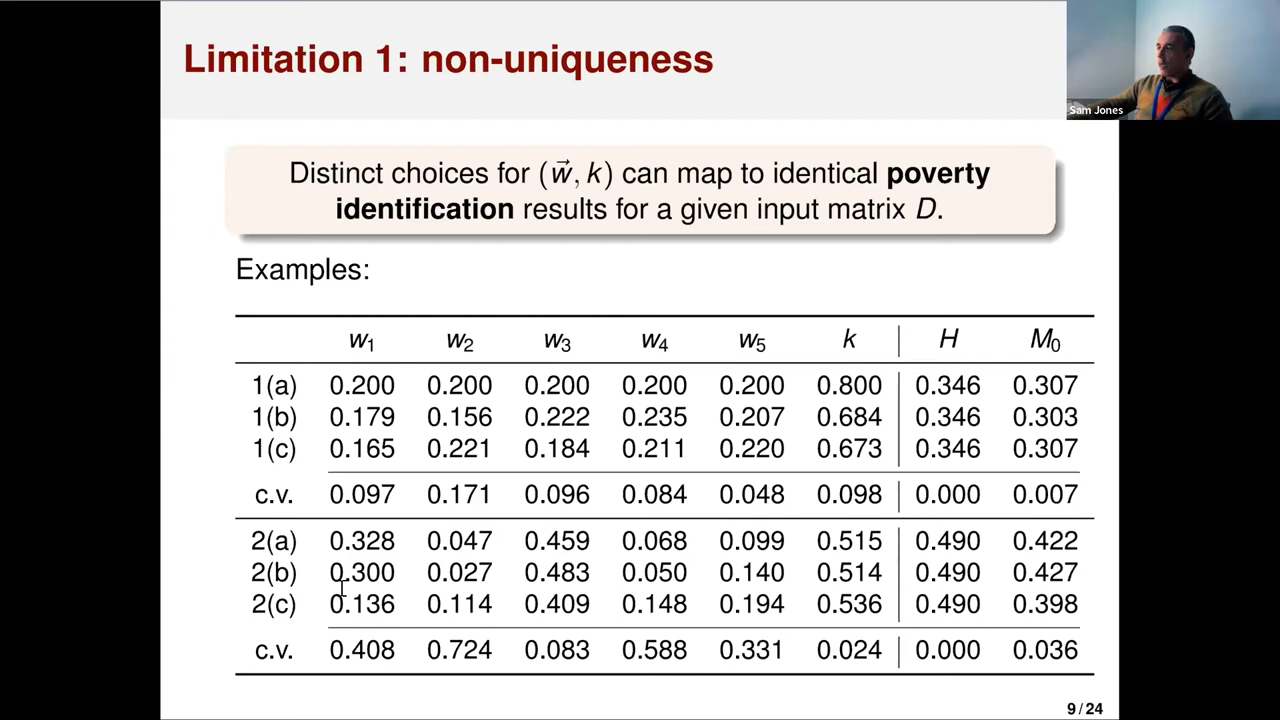 Limitation 1: non-uniqueness
Sam Jones
Distinct choices for (w⃗, k) can map to identical poverty
identification results for a given input matrix D.
Examples:
w₁ w₂ w₃ w₄ w₅ k H M₀
1(a) 0.200 0.200 0.200 0.200 0.200 0.800 0.346 0.307
1(b) 0.179 0.156 0.222 0.235 0.207 0.684 0.346 0.303
1(c) 0.165 0.221 0.184 0.211 0.220 0.673 0.346 0.307
c.v. 0.097 0.171 0.096 0.084 0.048 0.098 0.000 0.007
2(a) 0.328 0.047 0.459 0.068 0.099 0.515 0.490 0.422
2(b) 0.300 0.027 0.483 0.050 0.140 0.514 0.490 0.427
2(c) 0.136 0.114 0.409 0.148 0.194 0.536 0.490 0.398
c.v. 0.408 0.724 0.083 0.588 0.331 0.024 0.000 0.036
9 / 24